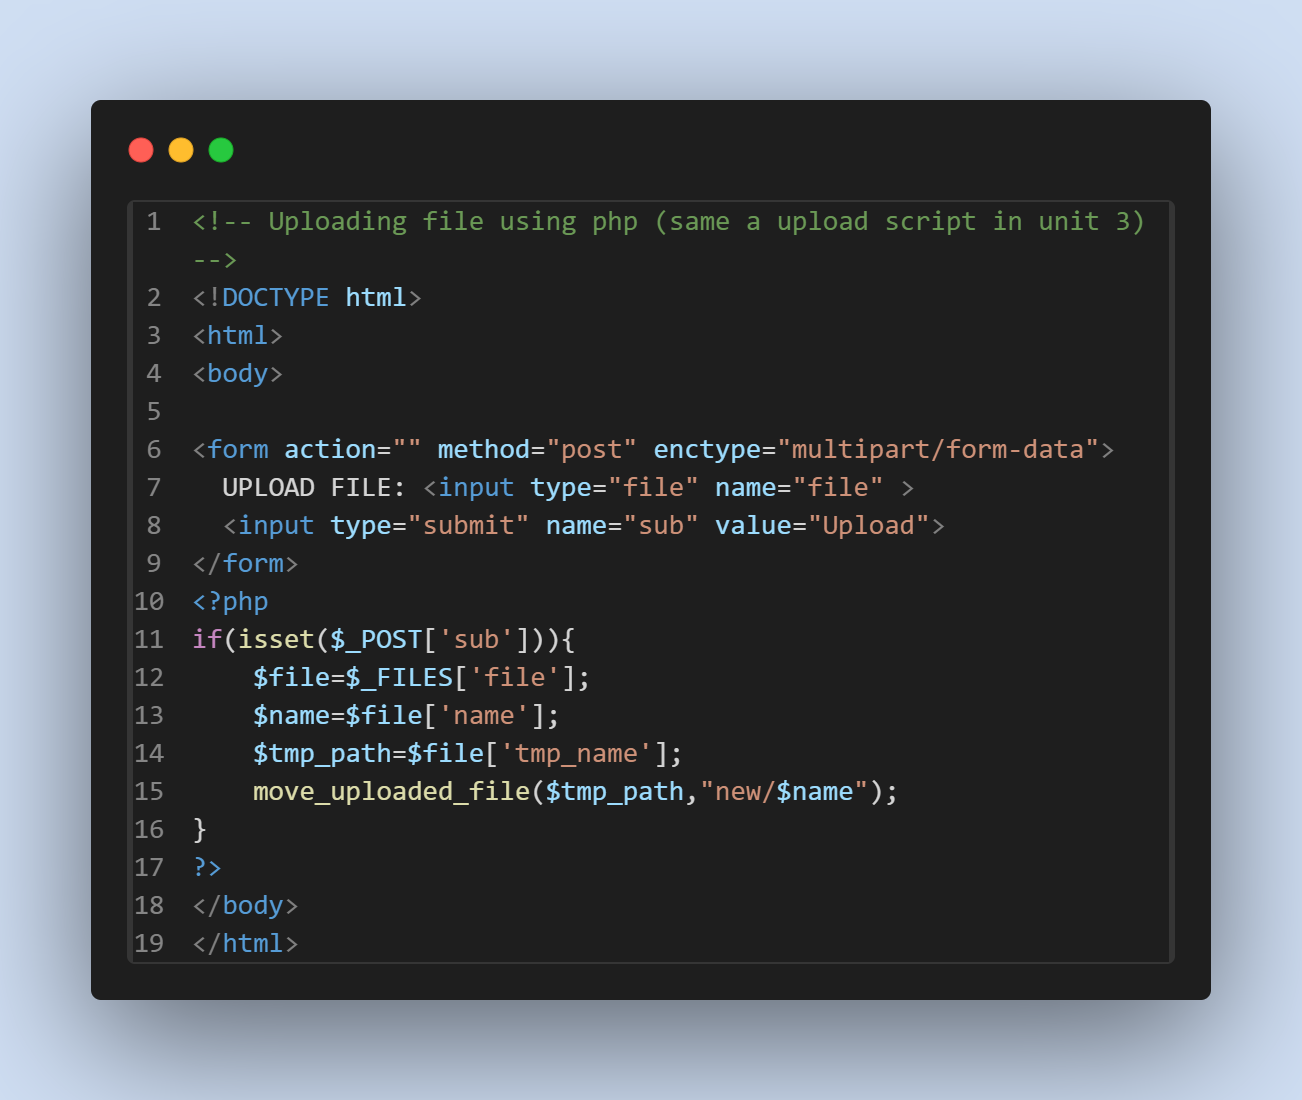 1 <!-- Uploading file using php (same a upload script in unit 3)
-->
2 <!DOCTYPE html>
3 <html>
4 <body>
5
6 <form action="" method="post" enctype="multipart/form-data">
7   UPLOAD FILE: <input type="file" name="file" >
8   <input type="submit" name="sub" value="Upload">
9 </form>
10 <?php
11 if(isset($_POST['sub'])){
12     $file=$_FILES['file'];
13     $name=$file['name'];
14     $tmp_path=$file['tmp_name'];
15     move_uploaded_file($tmp_path,"new/$name");
16 }
17 ?>
18 </body>
19 </html>